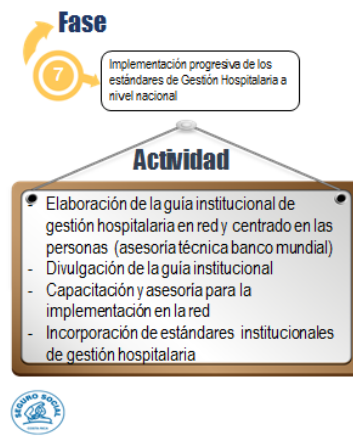 Fase
7
Implementación progresiva de los
estándares de Gestión Hospitalaria a
nivel nacional
Actividad
- Elaboración de la guía institucional de
gestión hospitalaria en red y centrado en las
personas (asesoría técnica banco mundial)
- Divulgación de la guía institucional
- Capacitación y asesoría para la
implementación en la red
- Incorporación de estándares institucionales
de gestión hospitalaria
SEGURO SOCIAL
COSTA RICA